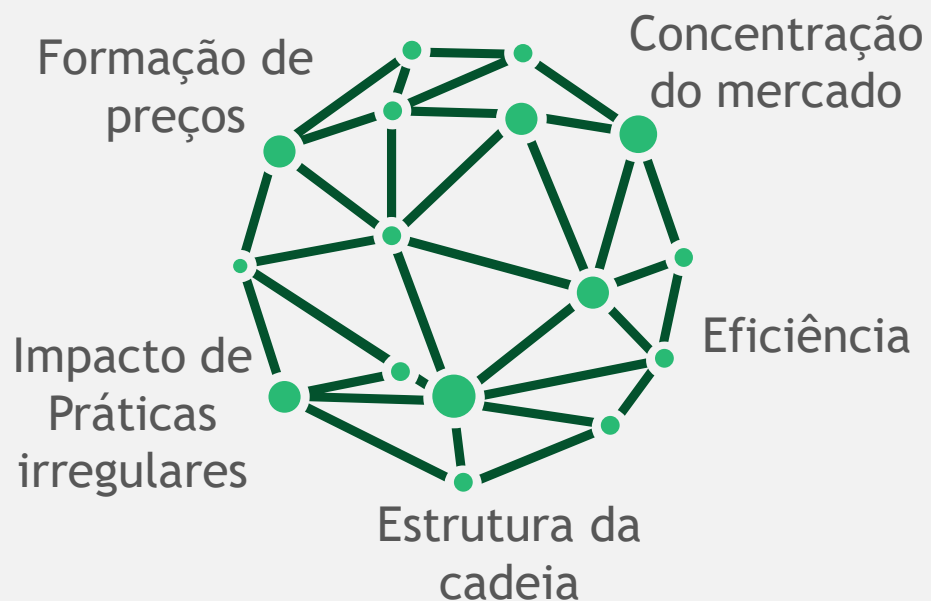 Formação de
preços
Concentração
do mercado
Eficiência
Impacto de
Práticas
irregulares
Estrutura da
cadeia